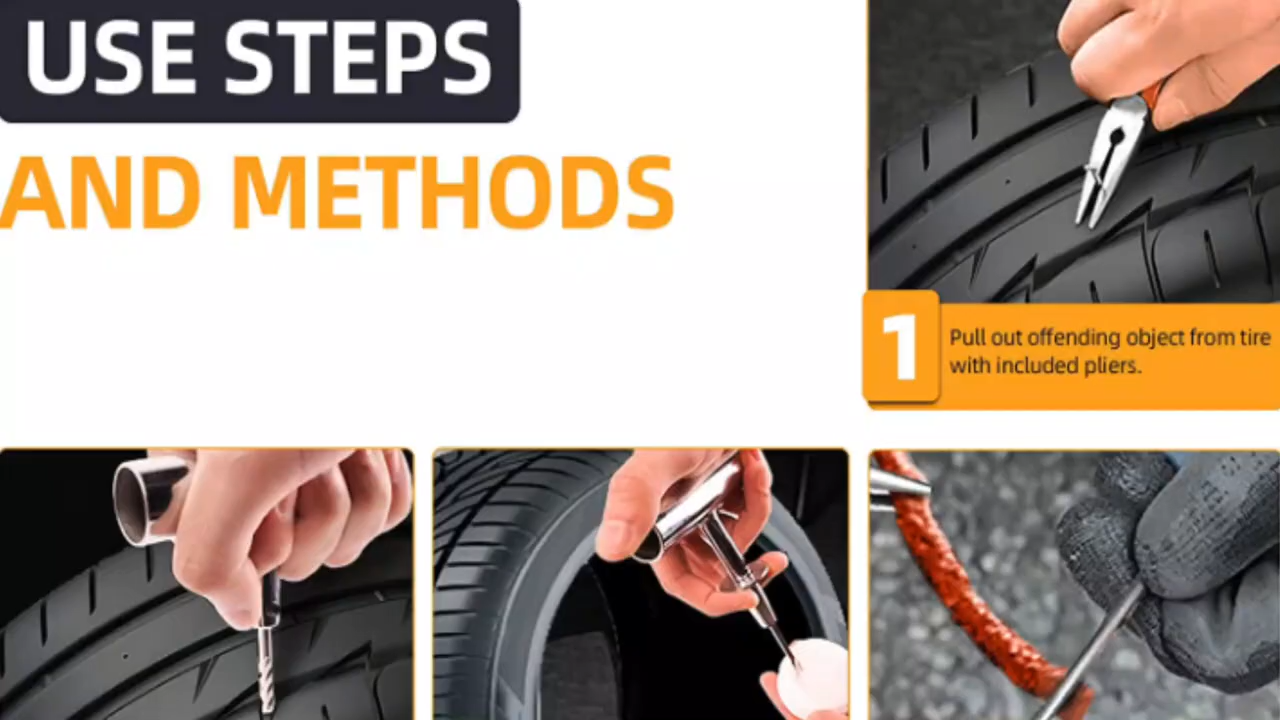 USE STEPS
AND METHODS
1
Pull out offending object from tire
with included pliers.